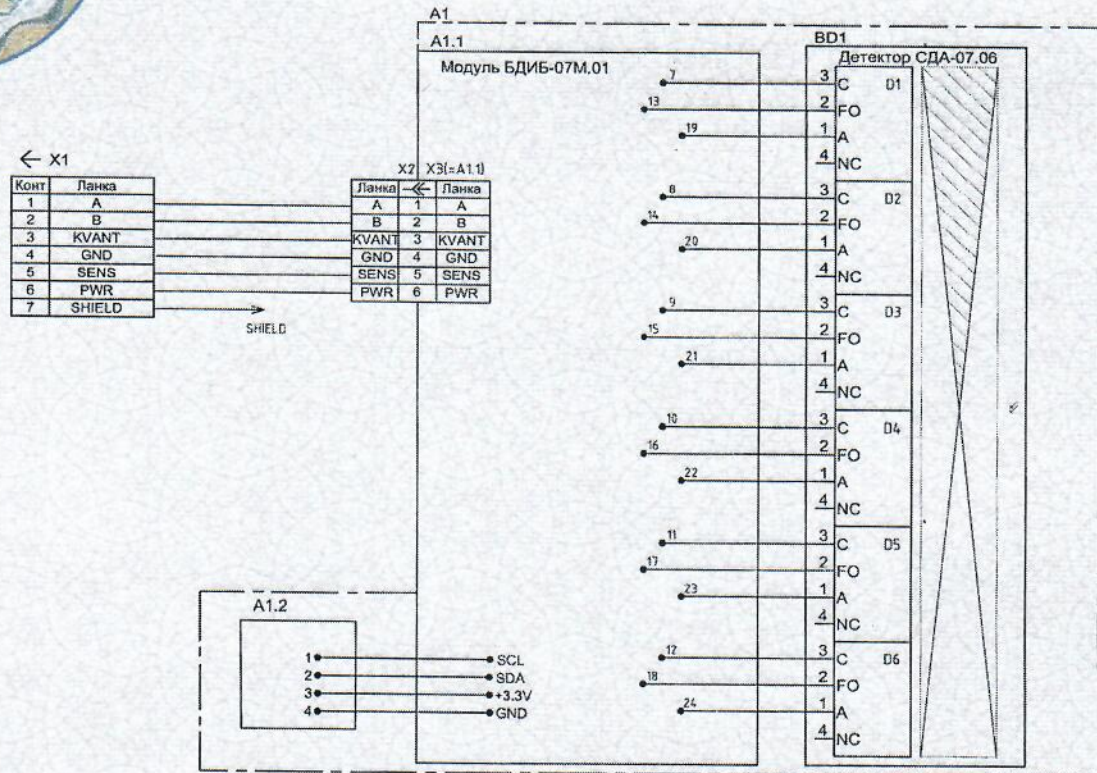 A1
A1.1
Модуль БДИБ-07М.01
BD1
Детектор СДА-07.06
7 3 C D1
13 2 FO
19 1 A
4 NC
8 3 C D2
14 2 FO
20 1 A
4 NC
9 3 C D3
15 2 FO
21 1 A
4 NC
10 3 C D4
16 2 FO
22 1 A
4 NC
11 3 C D5
17 2 FO
23 1 A
4 NC
12 3 C D6
18 2 FO
24 1 A
4 NC
← X1
Конт Ланка
1 A
2 B
3 KVANT
4 GND
5 SENS
6 PWR
7 SHIELD
SHIELD
X2 X3(=A1.1)
Ланка Ланка
A 1 A
B 2 B
KVANT 3 KVANT
GND 4 GND
SENS 5 SENS
PWR 6 PWR
A1.2
1 SCL
2 SDA
3 +3.3V
4 GND